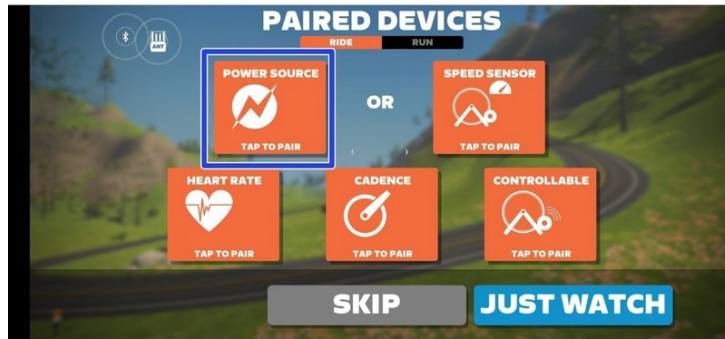 PAIRED DEVICES
ANT
RIDE RUN
POWER SOURCE
TAP TO PAIR
OR
SPEED SENSOR
TAP TO PAIR
HEART RATE
TAP TO PAIR
CADENCE
TAP TO PAIR
CONTROLLABLE
TAP TO PAIR
SKIP
JUST WATCH